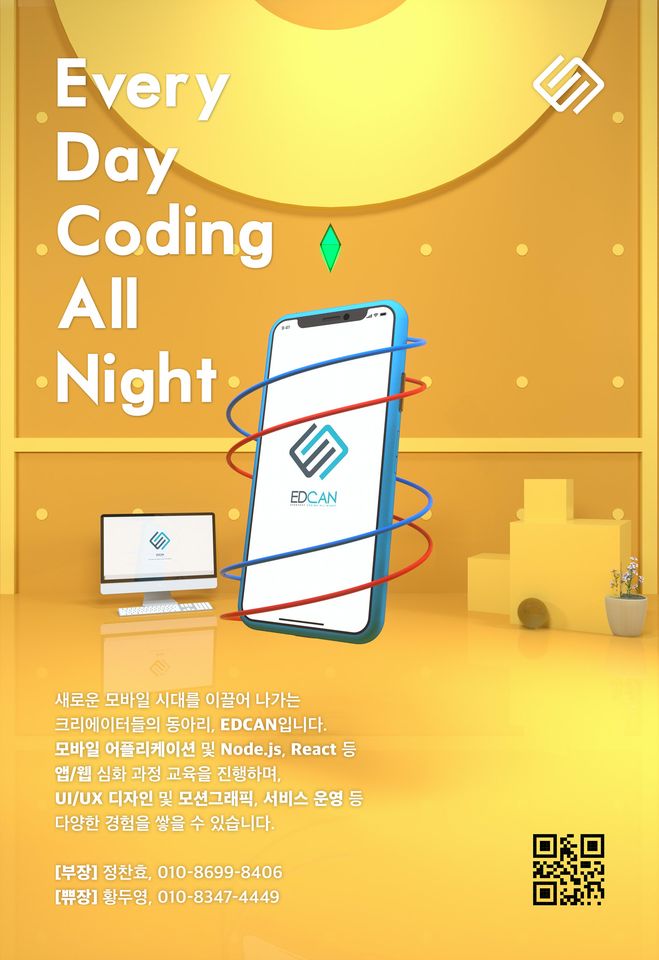 Every
Day
Coding
All
Night
9:41
EDCAN
EDCAN
새로운 모바일 시대를 이끌어 나가는
크리에이터들의 동아리, EDCAN입니다.
모바일 어플리케이션 및 Node.js, React 등
앱/웹 심화 과정 교육을 진행하며,
UI/UX 디자인 및 모션그래픽, 서비스 운영 등
다양한 경험을 쌓을 수 있습니다.
[부장] 정찬효, 010-8699-8406
[쀼장] 황두영, 010-8347-4449